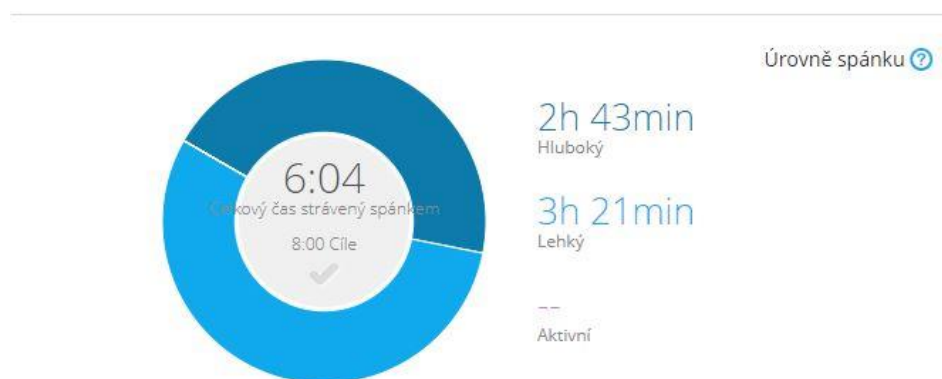 Úrovně spánku ?
2h 43min
Hluboký
6:04
Celkový čas strávený spánkem
8:00 Cíle
3h 21min
Lehký
--
Aktivní